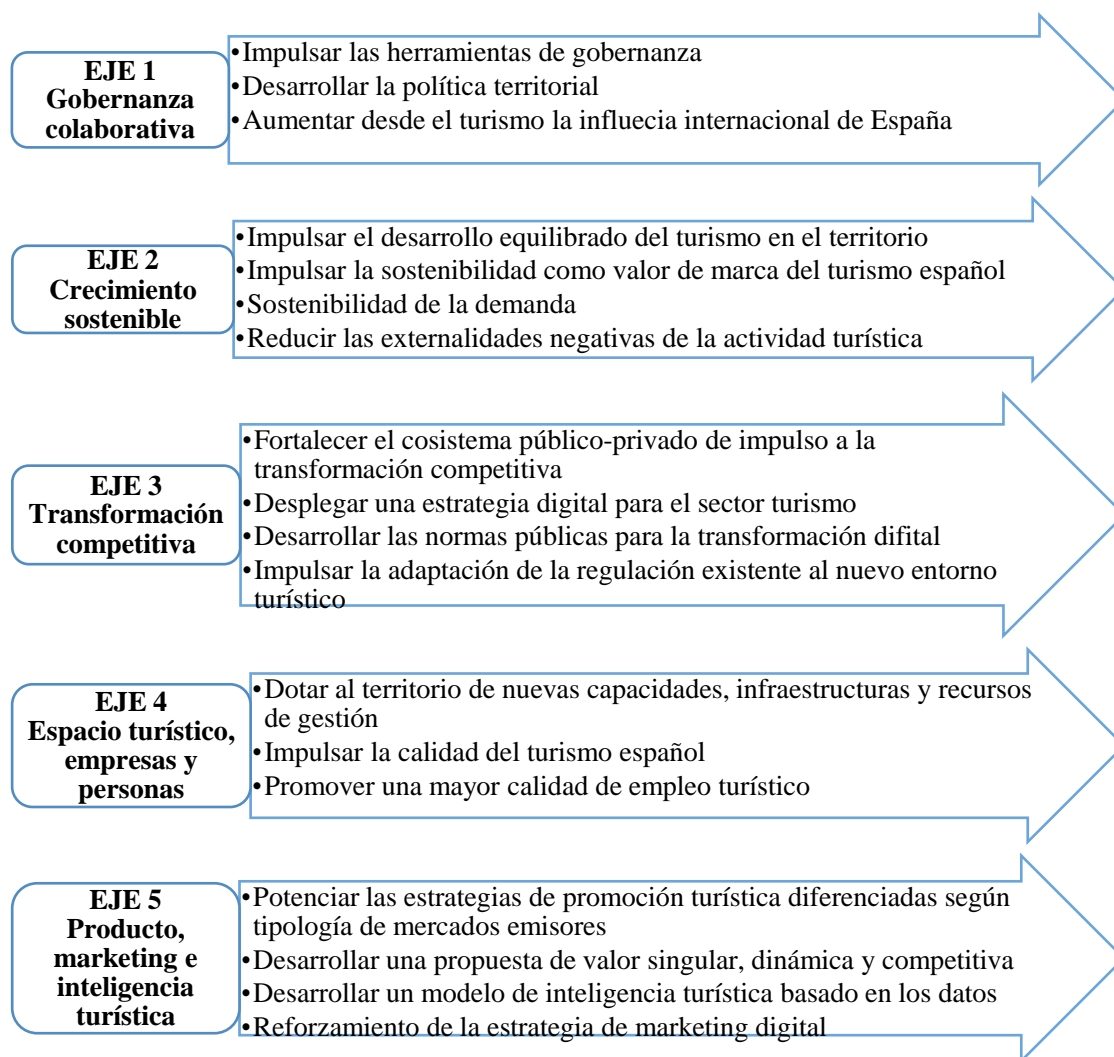 EJE 1
Gobernanza
colaborativa
•Impulsar las herramientas de gobernanza
•Desarrollar la política territorial
•Aumentar desde el turismo la influecia internacional de España
EJE 2
Crecimiento
sostenible
•Impulsar el desarrollo equilibrado del turismo en el territorio
•Impulsar la sostenibilidad como valor de marca del turismo español
•Sostenibilidad de la demanda
•Reducir las externalidades negativas de la actividad turística
EJE 3
Transformación
competitiva
•Fortalecer el cosistema público-privado de impulso a la
transformación competitiva
•Desplegar una estrategia digital para el sector turismo
•Desarrollar las normas públicas para la transformación difital
•Impulsar la adaptación de la regulación existente al nuevo entorno
turístico
EJE 4
Espacio turístico,
empresas y
personas
•Dotar al territorio de nuevas capacidades, infraestructuras y recursos
de gestión
•Impulsar la calidad del turismo español
•Promover una mayor calidad de empleo turístico
EJE 5
Producto,
marketing e
inteligencia
turística
•Potenciar las estrategias de promoción turística diferenciadas según
tipología de mercados emisores
•Desarrollar una propuesta de valor singular, dinámica y competitiva
•Desarrollar un modelo de inteligencia turística basado en los datos
•Reforzamiento de la estrategia de marketing digital